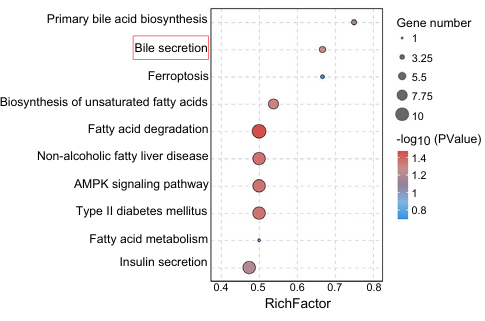 Primary bile acid biosynthesis
Bile secretion
Ferroptosis
Biosynthesis of unsaturated fatty acids
Fatty acid degradation
Non-alcoholic fatty liver disease
AMPK signaling pathway
Type II diabetes mellitus
Fatty acid metabolism
Insulin secretion
0.4 0.5 0.6 0.7 0.8
RichFactor
Gene number
1
3.25
5.5
7.75
10
-log10 (PValue)
1.4
1.2
1
0.8